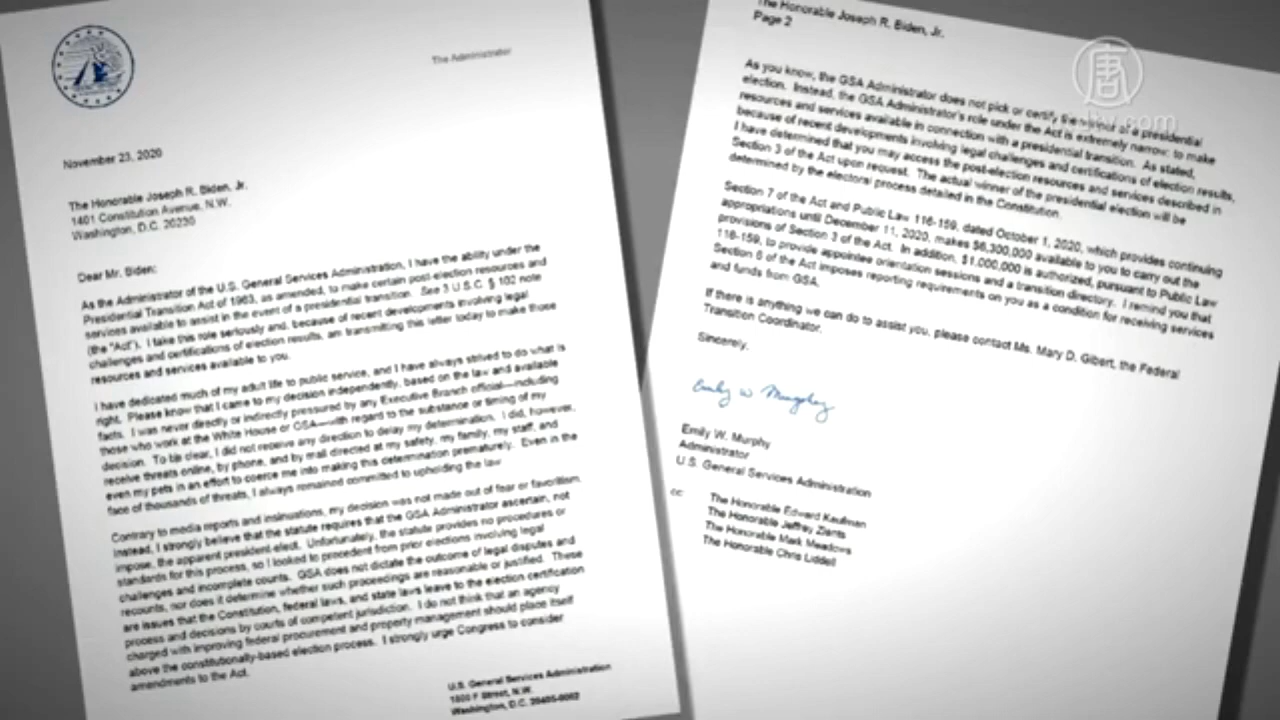 The Administrator
November 23, 2020
The Honorable Joseph R. Biden, Jr.
1401 Constitution Avenue, N.W.
Washington, D.C. 20230
Dear Mr. Biden:
As the Administrator of the U.S. General Services Administration, I have the ability under the
Presidential Transition Act of 1963, as amended, to make certain post-election resources and
services available to assist in the event of a presidential transition. See 3 U.S.C. § 102 note
(the "Act"). I take this role seriously and, because of recent developments involving legal
challenges and certifications of election results, am transmitting this letter today to make those
resources and services available to you.
I have dedicated much of my adult life to public service, and I have always strived to do what is
right. Please know that I came to my decision independently, based on the law and available
facts. I was never directly or indirectly pressured by any Executive Branch official—including
those who work at the White House or GSA—with regard to the substance or timing of my
decision. To be clear, I did not receive any direction to delay my determination. I did, however,
receive threats online, by phone, and by mail directed at my safety, my family, my staff, and
even my pets in an effort to coerce me into making this determination prematurely. Even in the
face of thousands of threats, I always remained committed to upholding the law
Contrary to media reports and insinuations, my decision was not made out of fear or favoritism.
Instead, I strongly believe that the statute requires that the GSA Administrator ascertain, not
impose, the apparent president-elect. Unfortunately, the statute provides no procedures or
standards for this process, so I looked to precedent from prior elections involving legal
challenges and incomplete counts. GSA does not dictate the outcome of legal disputes and
recounts, nor does it determine whether such proceedings are reasonable or justified. These
are issues that the Constitution, federal laws, and state laws leave to the election certification
process and decisions by courts of competent jurisdiction. I do not think that an agency
charged with improving federal procurement and property management should place itself
above the constitutionally-based election process. I strongly urge Congress to consider
amendments to the Act.
U.S. General Services Administration
1800 F Street, N.W.
Washington, D.C. 20405-0002
The Honorable Joseph R. Biden, Jr.
Page 2
As you know, the GSA Administrator does not pick or certify the winner of a presidential
election. Instead, the GSA Administrator's role under the Act is extremely narrow: to make
resources and services available in connection with a presidential transition. As stated,
because of recent developments involving legal challenges and certifications of election results,
I have determined that you may access the post-election resources and services described in
Section 3 of the Act upon request. The actual winner of the presidential election will be
determined by the electoral process detailed in the Constitution.
Section 7 of the Act and Public Law 116-159, dated October 1, 2020, which provides continuing
appropriations until December 11, 2020, makes $6,300,000 available to you to carry out the
provisions of Section 3 of the Act. In addition, $1,000,000 is authorized, pursuant to Public Law
116-159, to provide appointee orientation sessions and a transition directory. I remind you that
Section 6 of the Act imposes reporting requirements on you as a condition for receiving services
and funds from GSA.
If there is anything we can do to assist you, please contact Ms. Mary D. Gibert, the Federal
Transition Coordinator.
Sincerely,
Emily W Murphy
Emily W. Murphy
Administrator
U.S. General Services Administration
cc The Honorable Edward Kaufman
The Honorable Jeffrey Zients
The Honorable Mark Meadows
The Honorable Chris Liddell
唐
.com